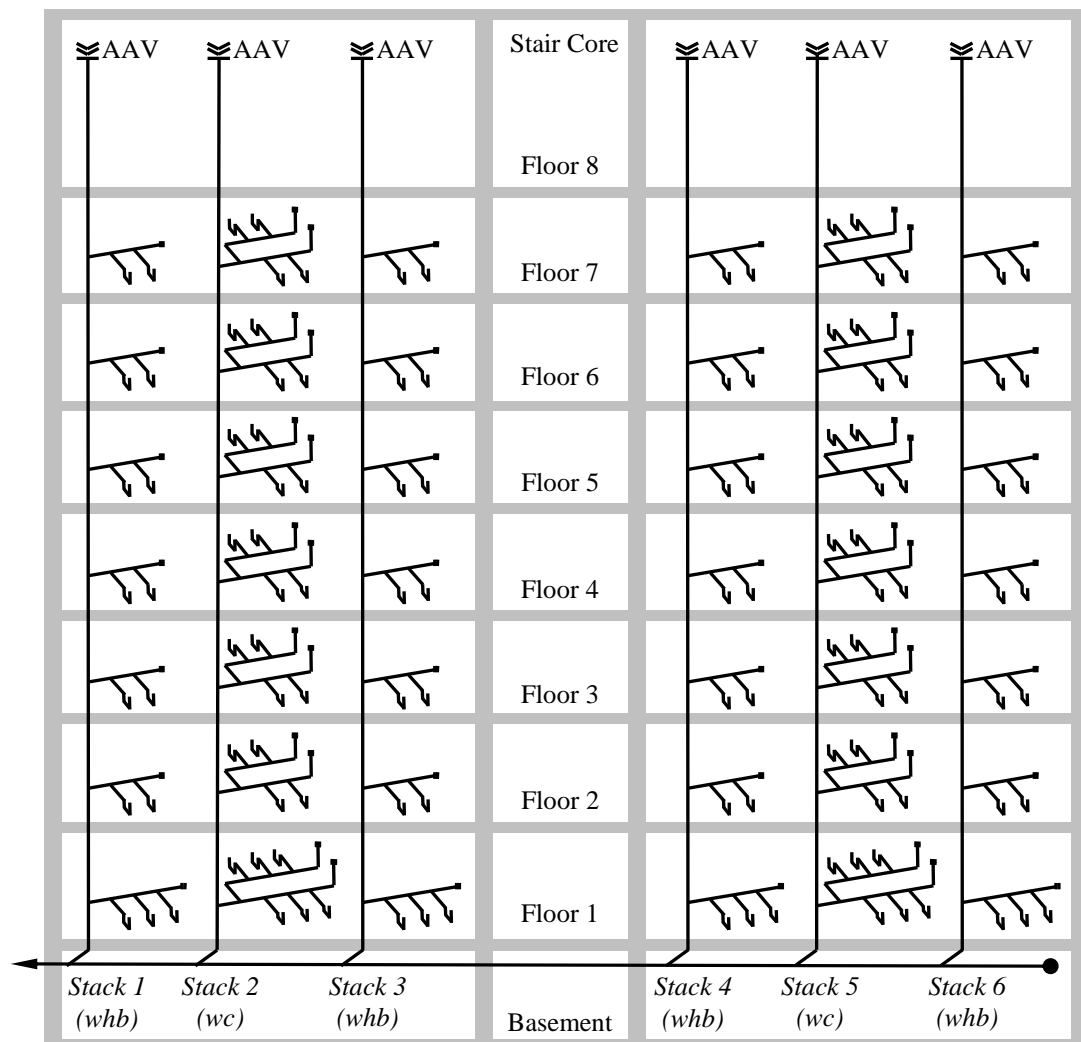 AAV AAV AAV Stair Core AAV AAV AAV
Floor 8
Floor 7
Floor 6
Floor 5
Floor 4
Floor 3
Floor 2
Floor 1
Stack 1 Stack 2 Stack 3 Stack 4 Stack 5 Stack 6
(whb) (wc) (whb) (whb) (wc) (whb)
Basement